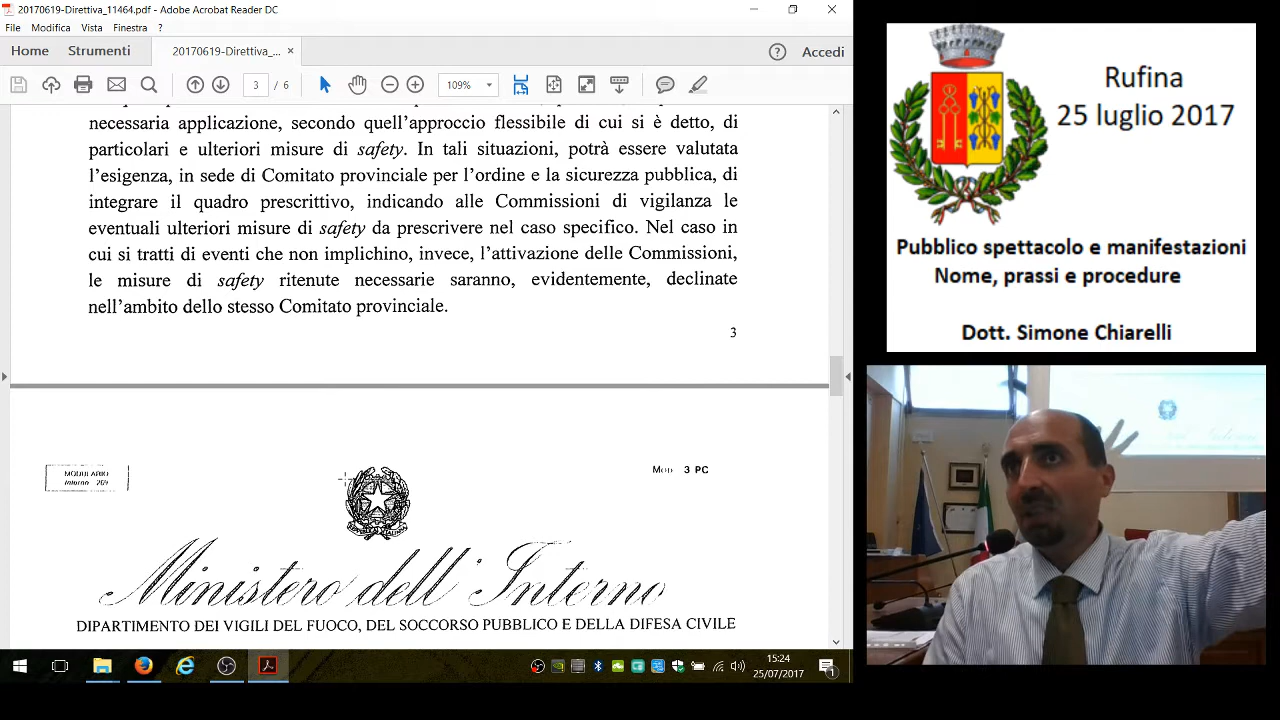 20170619-Direttiva_11464.pdf - Adobe Acrobat Reader DC
File Modifica Vista Finestra ?
Home Strumenti 20170619-Direttiva_... × Accedi
3 / 6 109%
necessaria applicazione, secondo quell’approccio flessibile di cui si è detto, di
particolari e ulteriori misure di safety. In tali situazioni, potrà essere valutata
l’esigenza, in sede di Comitato provinciale per l’ordine e la sicurezza pubblica, di
integrare il quadro prescrittivo, indicando alle Commissioni di vigilanza le
eventuali ulteriori misure di safety da prescrivere nel caso specifico. Nel caso in
cui si tratti di eventi che non implichino, invece, l’attivazione delle Commissioni,
le misure di safety ritenute necessarie saranno, evidentemente, declinate
nell’ambito dello stesso Comitato provinciale.
3
MODULARIO
Interno 269
Mod 3 PC
Ministero dell'Interno
DIPARTIMENTO DEI VIGILI DEL FUOCO, DEL SOCCORSO PUBBLICO E DELLA DIFESA CIVILE
15:24
25/07/2017
Rufina
25 luglio 2017
Pubblico spettacolo e manifestazioni
Nome, prassi e procedure
Dott. Simone Chiarelli